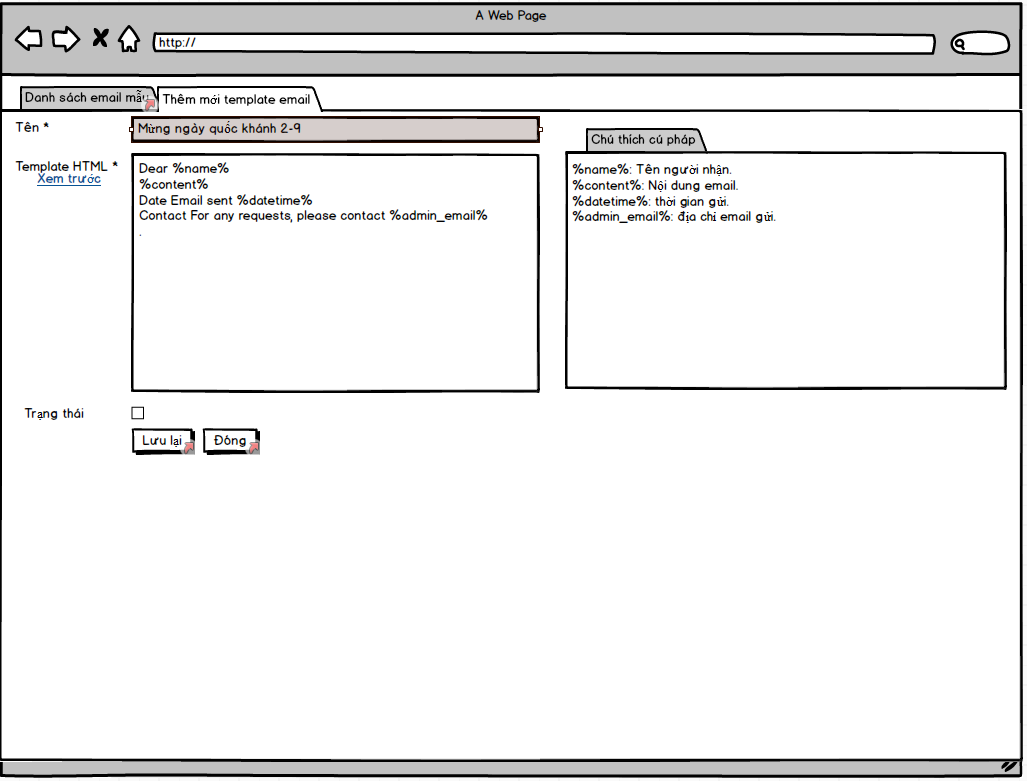 A Web Page
http://
Danh sách email mẫu
Thêm mới template email
Tên *
Mừng ngày quốc khánh 2-9
Chú thích cú pháp
Template HTML *
Xem trước
Dear %name%
%content%
Date Email sent %datetime%
Contact For any requests, please contact %admin_email%
.
%name%: Tên người nhận.
%content%: Nội dung email.
%datetime%: thời gian gửi.
%admin_email%: địa chỉ email gửi.
Trạng thái
Lưu lại
Đóng